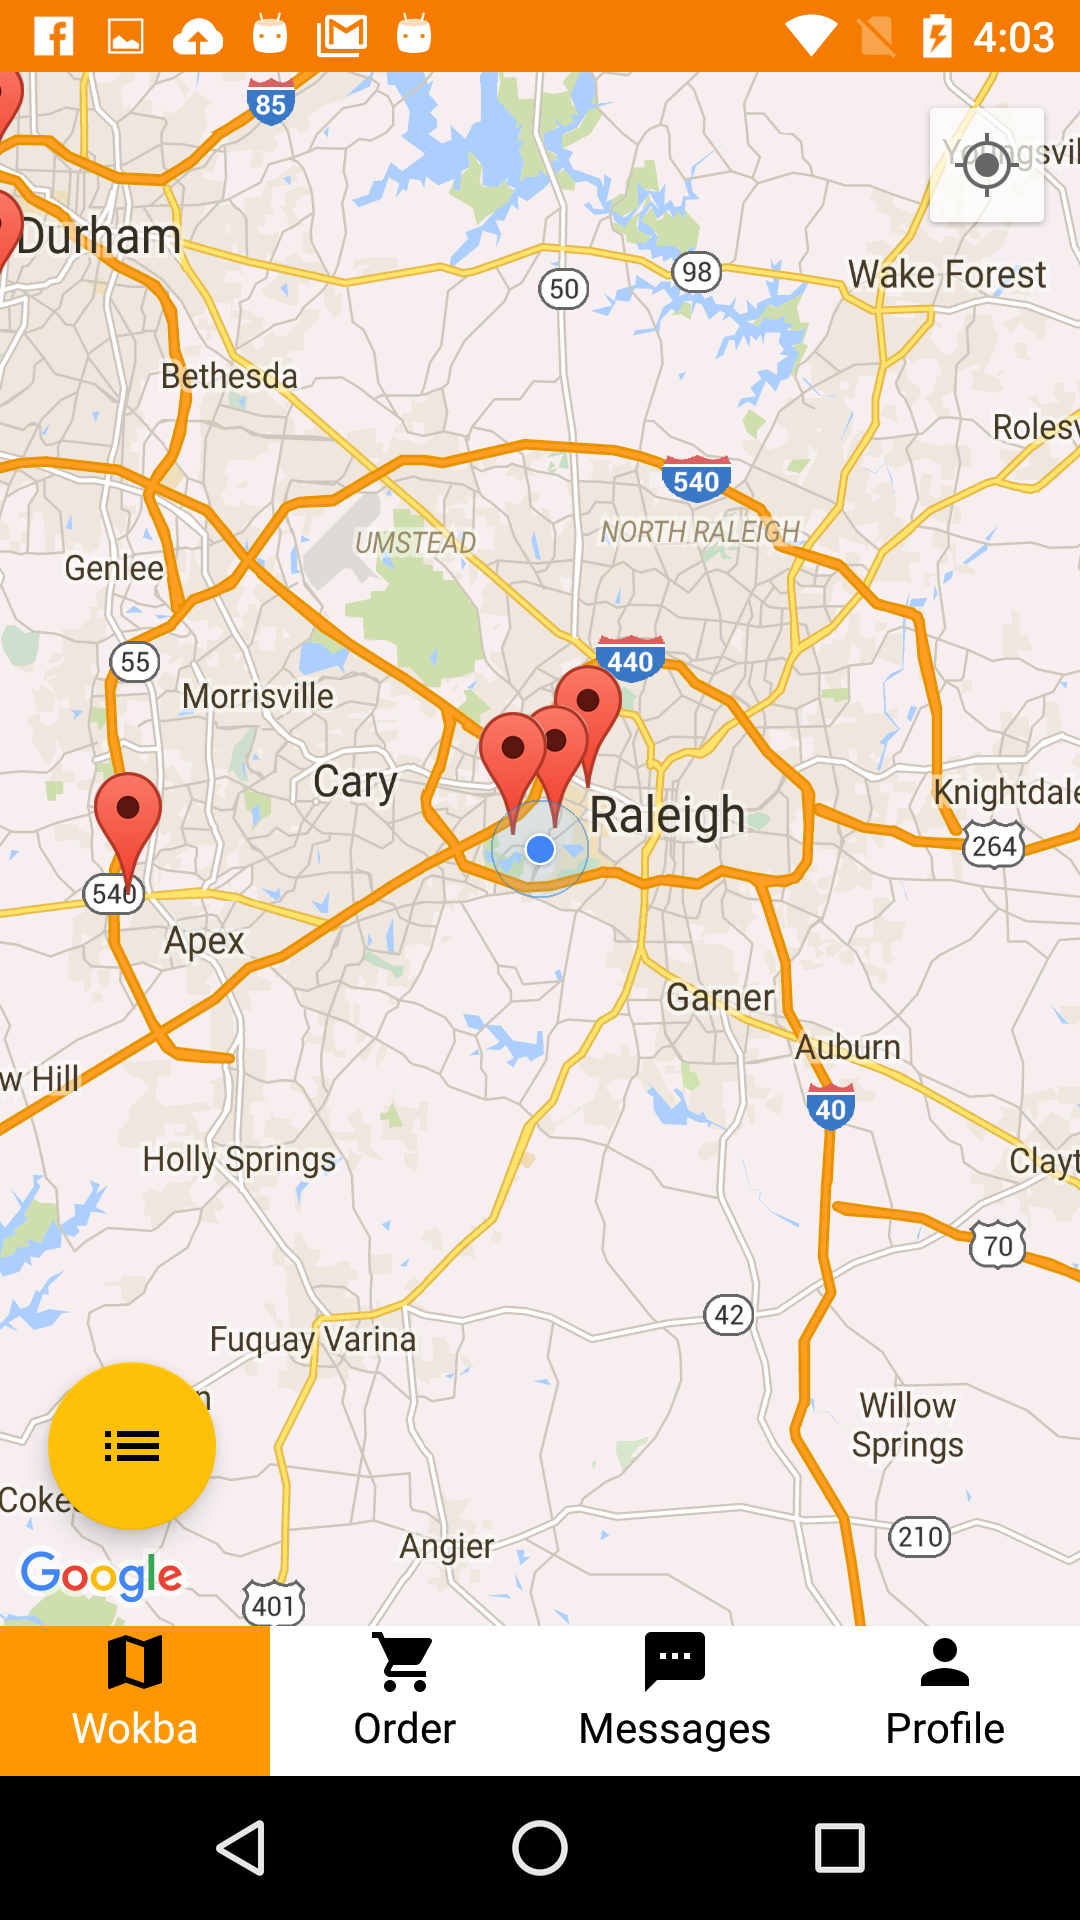 4:03
85
Youngsvil
Durham
98
50
Wake Forest
Bethesda
Rolesv
540
NORTH RALEIGH
UMSTEAD
Genlee
55
440
Morrisville
Cary
Knightdale
Raleigh
264
540
Apex
Garner
Auburn
w Hill
40
Holly Springs
Clayt
70
42
Fuquay Varina
n
Willow
Springs
Coke
210
Angier
Google
401
Wokba
Order
Messages
Profile